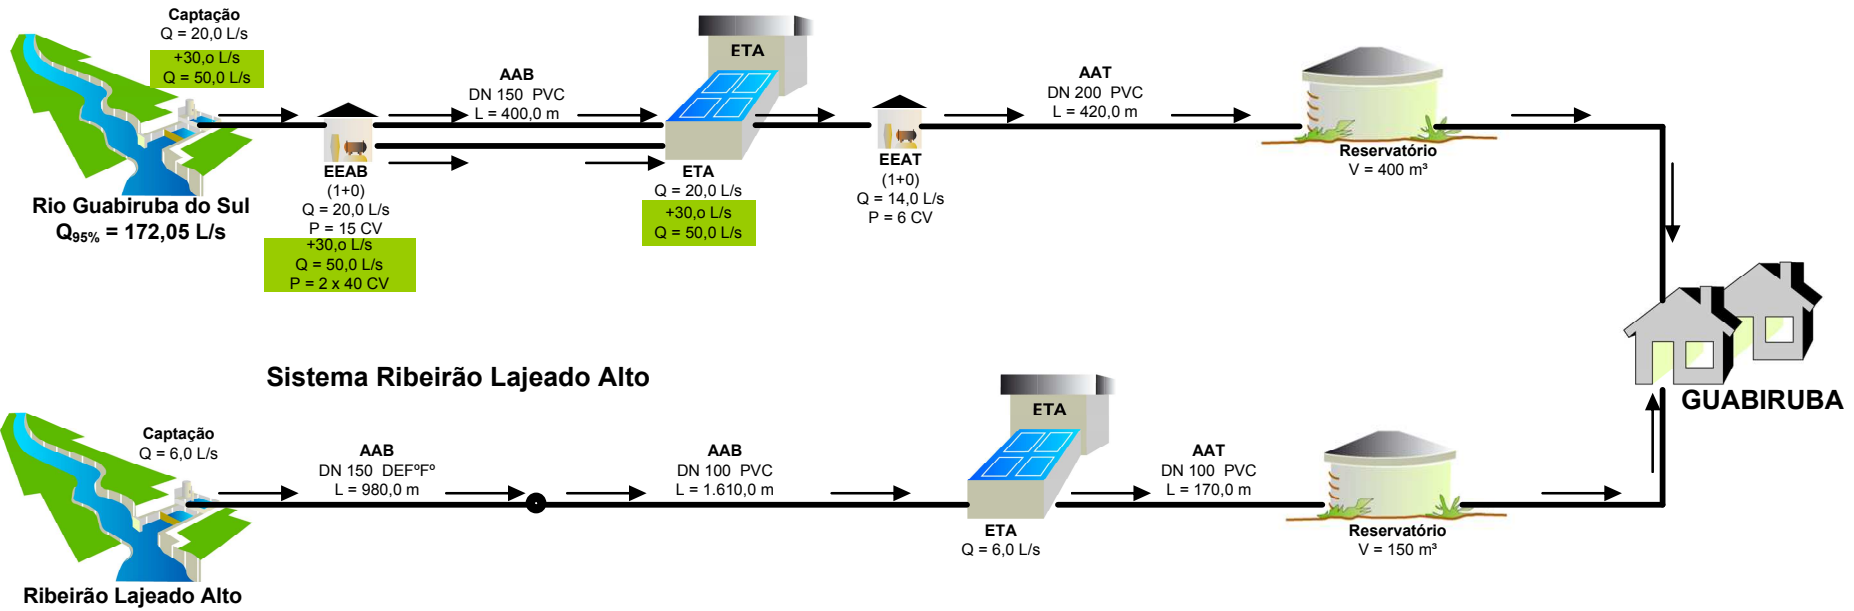 Captação
Q = 20,0 L/s
+30,o L/s
Q = 50,0 L/s
Rio Guabiruba do Sul
Q95% = 172,05 L/s
EEAB
(1+0)
Q = 20,0 L/s
P = 15 CV
+30,o L/s
Q = 50,0 L/s
P = 2 x 40 CV
AAB
DN 150 PVC
L = 400,0 m
ETA
ETA
Q = 20,0 L/s
+30,o L/s
Q = 50,0 L/s
EEAT
(1+0)
Q = 14,0 L/s
P = 6 CV
AAT
DN 200 PVC
L = 420,0 m
Reservatório
V = 400 m³
GUABIRUBA
Sistema Ribeirão Lajeado Alto
Captação
Q = 6,0 L/s
Ribeirão Lajeado Alto
AAB
DN 150 DEFºFº
L = 980,0 m
AAB
DN 100 PVC
L = 1.610,0 m
ETA
ETA
Q = 6,0 L/s
AAT
DN 100 PVC
L = 170,0 m
Reservatório
V = 150 m³